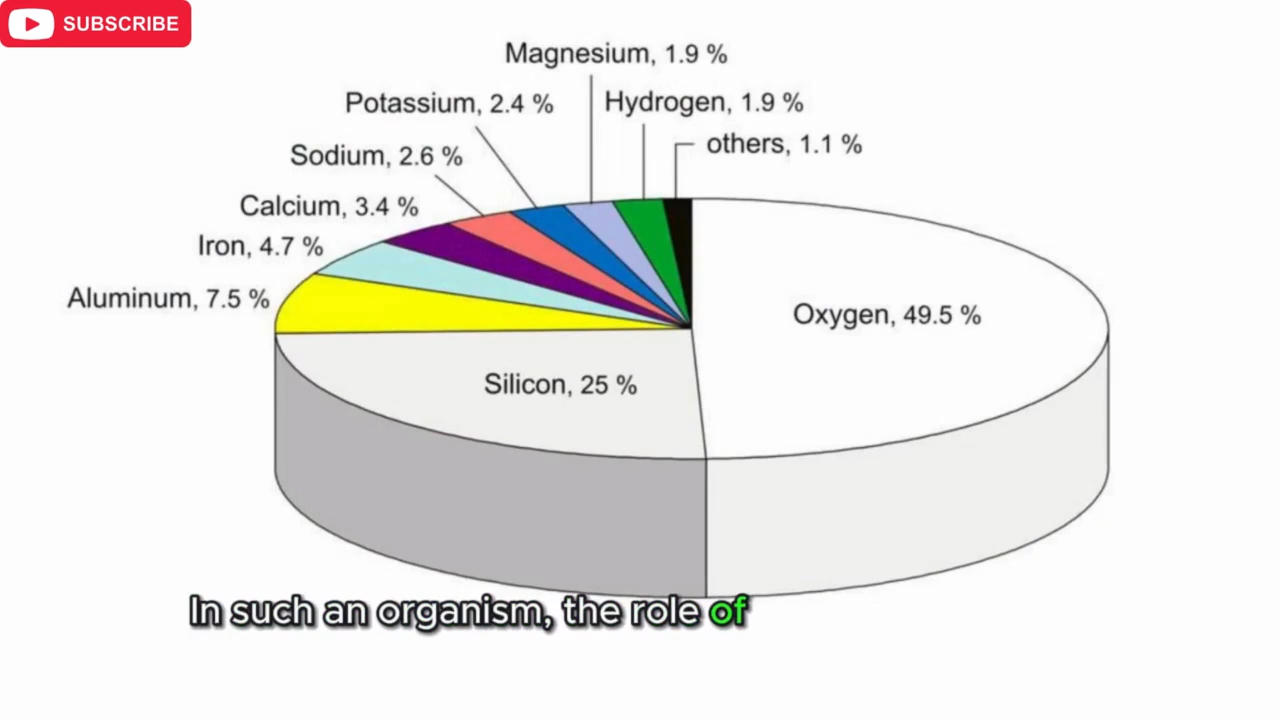 SUBSCRIBE
Magnesium, 1.9 %
Potassium, 2.4 %
Hydrogen, 1.9 %
others, 1.1 %
Sodium, 2.6 %
Calcium, 3.4 %
Iron, 4.7 %
Aluminum, 7.5 %
Oxygen, 49.5 %
Silicon, 25 %
In such an organism, the role of